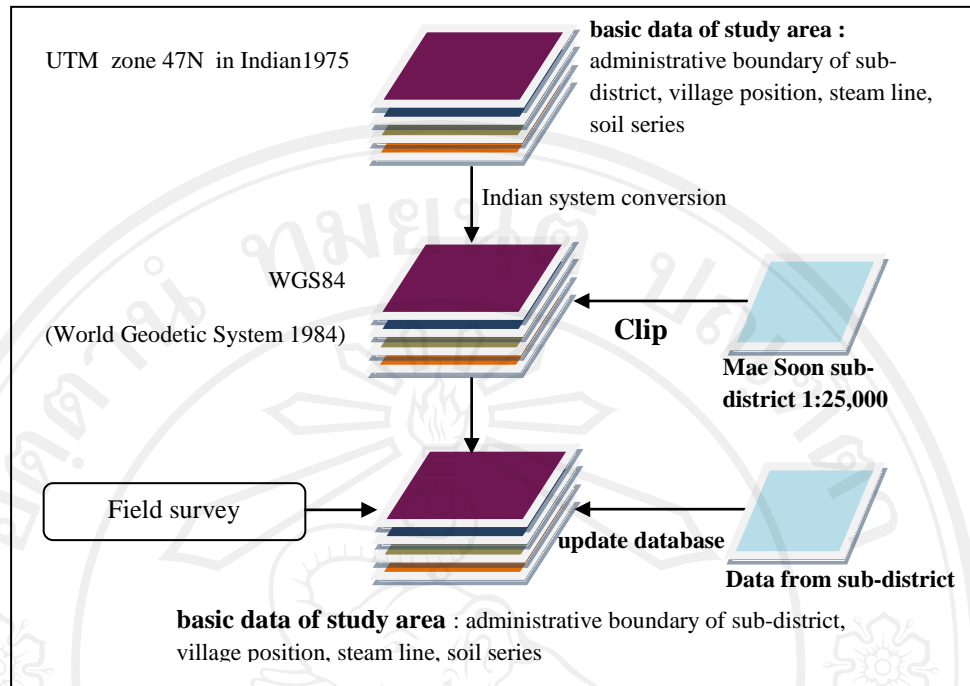 UTM zone 47N in Indian1975
basic data of study area :
administrative boundary of sub-
district, village position, steam line,
soil series
Indian system conversion
WGS84
(World Geodetic System 1984)
Clip
Mae Soon sub-
district 1:25,000
Field survey
update database
Data from sub-district
basic data of study area : administrative boundary of sub-district,
village position, steam line, soil series